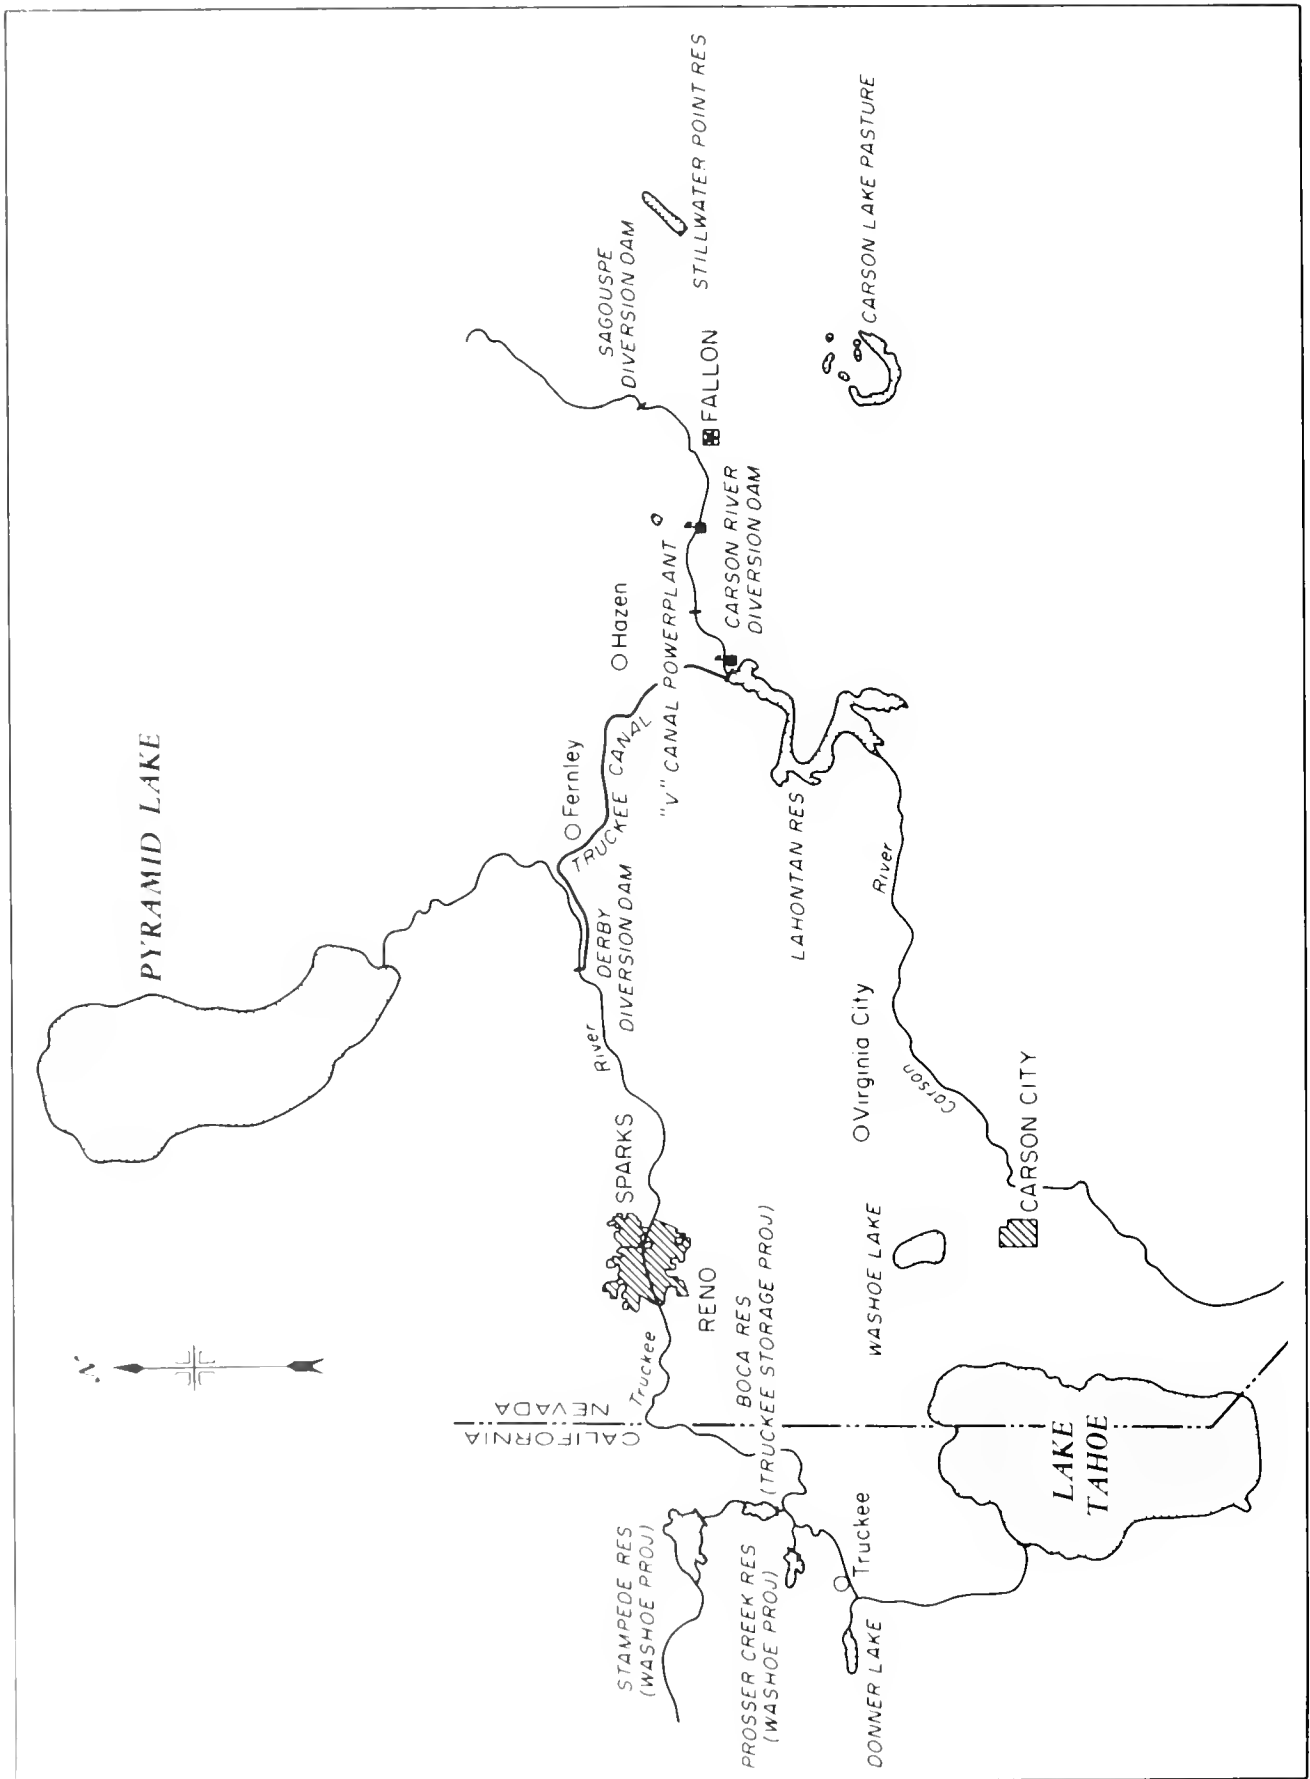 PYRAMID LAKE
N
STAMPEDE RES
(WASHOE PROJ)
CALIFORNIA
NEVADA
Truckee
SPARKS
River
DERBY
DIVERSION DAM
Fernley
TRUCKEE CANAL
Hazen
SAGOUSPE
DIVERSION DAM
RENO
"V" CANAL POWERPLANT
FALLON
STILLWATER POINT RES
PROSSER CREEK RES
(WASHOE PROJ)
BOCA RES
(TRUCKEE STORAGE PROJ)
CARSON RIVER
DIVERSION DAM
LAHONTAN RES
DONNER LAKE
Truckee
WASHOE LAKE
Virginia City
River
CARSON LAKE PASTURE
Carson
CARSON CITY
LAKE
TAHOE